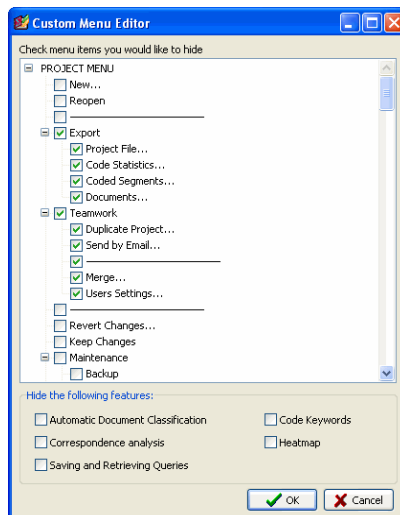 Custom Menu Editor
Check menu items you would like to hide
PROJECT MENU
New...
Reopen
Export
Project File...
Code Statistics...
Coded Segments...
Documents...
Teamwork
Duplicate Project...
Send by Email...
Merge...
Users Settings...
Revert Changes...
Keep Changes
Maintenance
Backup
Hide the following features:
Automatic Document Classification Code Keywords
Correspondence analysis Heatmap
Saving and Retrieving Queries
OK Cancel